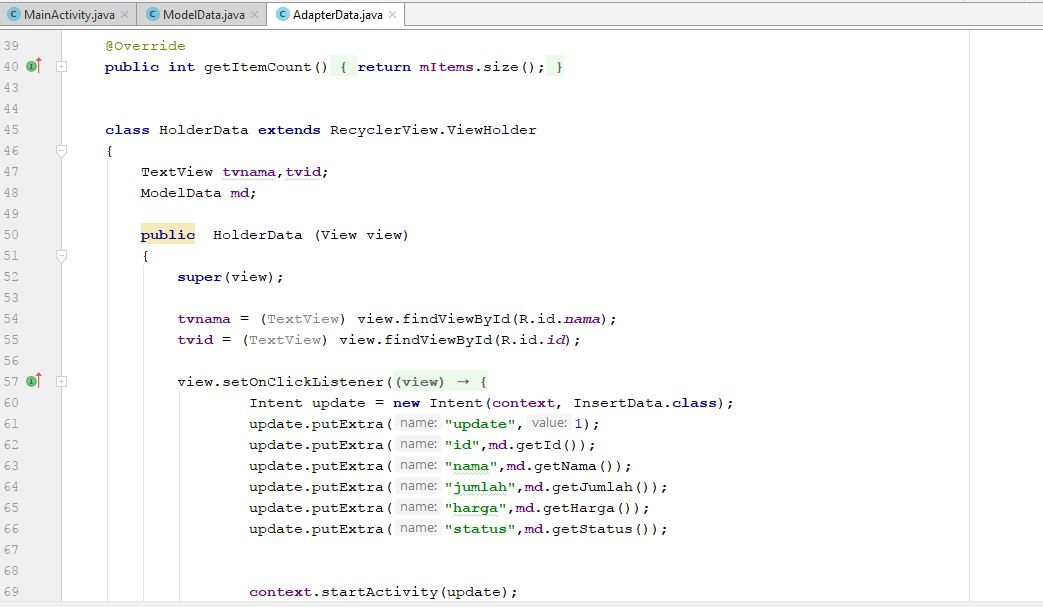 MainActivity.java ModelData.java AdapterData.java
39 @Override
40 public int getItemCount() { return mItems.size(); }
43
44
45 class HolderData extends RecyclerView.ViewHolder
46 {
47 TextView tvnama,tvid;
48 ModelData md;
49
50 public HolderData (View view)
51 {
52 super(view);
53
54 tvnama = (TextView) view.findViewById(R.id.nama);
55 tvid = (TextView) view.findViewById(R.id.id);
56
57 view.setOnClickListener((view) → {
60 Intent update = new Intent(context, InsertData.class);
61 update.putExtra( name: "update", value: 1);
62 update.putExtra( name: "id",md.getId());
63 update.putExtra( name: "nama",md.getNama());
64 update.putExtra( name: "jumlah",md.getJumlah());
65 update.putExtra( name: "harga",md.getHarga());
66 update.putExtra( name: "status",md.getStatus());
67
68
69 context.startActivity(update);